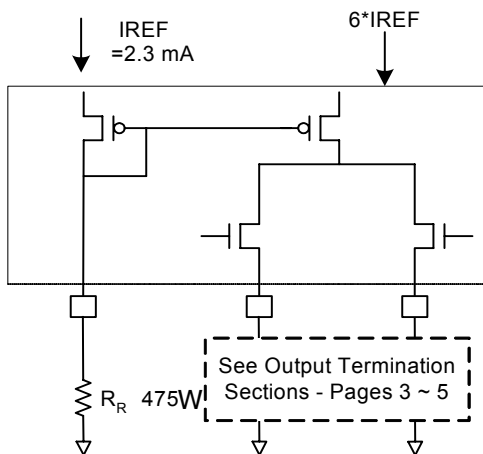 IREF
=2.3 mA
6*IREF
See Output Termination
Sections - Pages 3 ~ 5
RR 475W